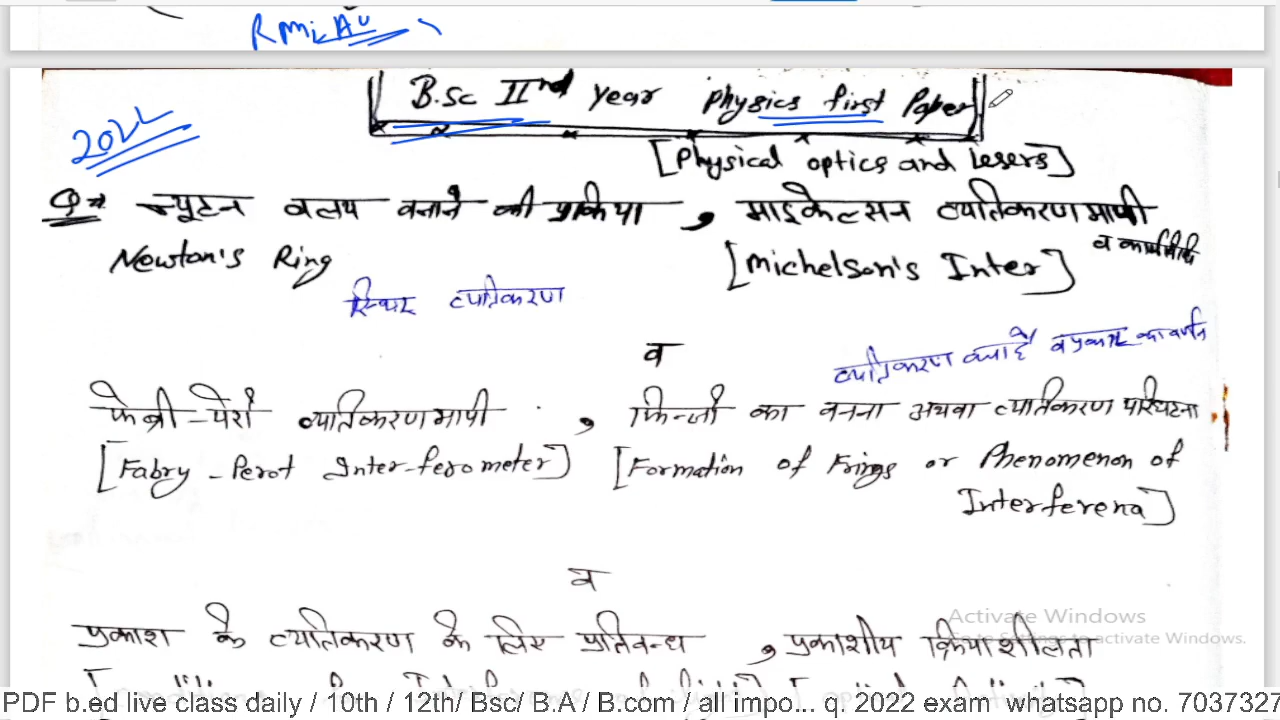 RMLAU
B.Sc IInd Year Physics first Paper
2022
[Physical optics and Lesers]
Q⇒ न्यूटन वलय बनाने की प्रक्रिया , माइकेल्सन व्यतिकरणमापी
व कार्यविधि
Newton's Ring [Michelson's Inter]
व्यतिकरण
व व्यतिकरण क्या है व प्रकार का वर्णन
फेब्री-पेरो व्यतिकरणमापी , फ्रिन्जों का बनना अथवा व्यतिकरण परिघटना
[Fabry-Perot Inter-ferometer] [Formation of Frings or Phenomenon of
Interferena]
व
प्रकाश के व्यतिकरण के लिए प्रतिबन्ध , प्रकाशीय क्रियाशीलता
Activate Windows
Go to Settings to activate Windows.
PDF b.ed live class daily / 10th / 12th/ Bsc/ B.A / B.com / all impo... q. 2022 exam whatsapp no. 7037327